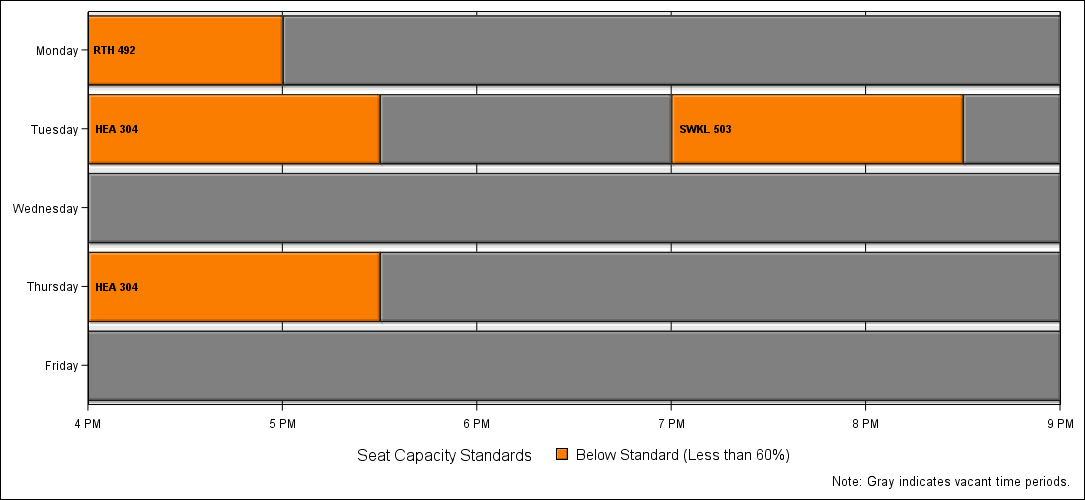 Monday
RTH 492
Tuesday
HEA 304
SWKL 503
Wednesday
Thursday
HEA 304
Friday
4 PM 5 PM 6 PM 7 PM 8 PM 9 PM
Seat Capacity Standards Below Standard (Less than 60%)
Note: Gray indicates vacant time periods.